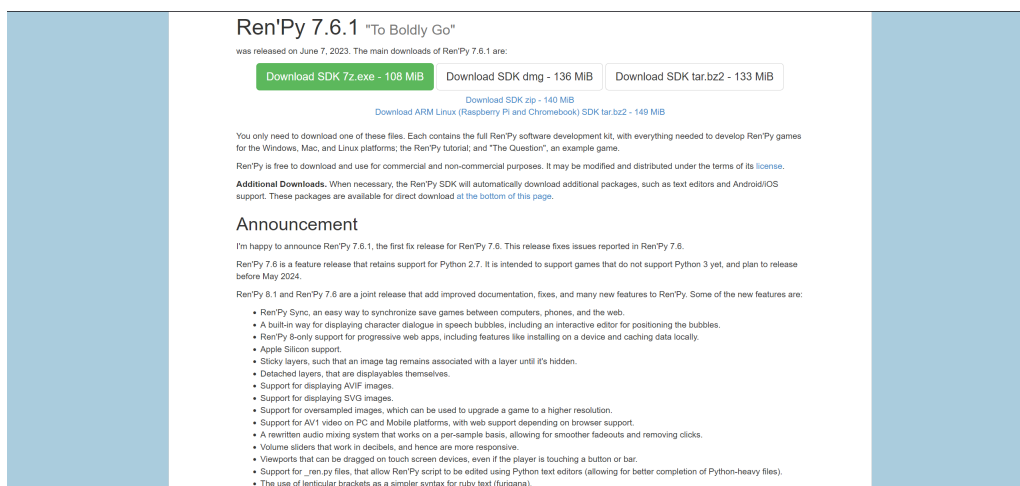 Ren'Py 7.6.1 "To Boldly Go"
was released on June 7, 2023. The main downloads of Ren'Py 7.6.1 are:
Download SDK 7z.exe - 108 MiB
Download SDK dmg - 136 MiB
Download SDK tar.bz2 - 133 MiB
Download SDK zip - 140 MiB
Download ARM Linux (Raspberry Pi and Chromebook) SDK tar.bz2 - 149 MiB
You only need to download one of these files. Each contains the full Ren'Py software development kit, with everything needed to develop Ren'Py games
for the Windows, Mac, and Linux platforms; the Ren'Py tutorial; and "The Question", an example game.
Ren'Py is free to download and use for commercial and non-commercial purposes. It may be modified and distributed under the terms of its license.
Additional Downloads. When necessary, the Ren'Py SDK will automatically download additional packages, such as text editors and Android/iOS
support. These packages are available for direct download at the bottom of this page.
Announcement
I'm happy to announce Ren'Py 7.6.1, the first fix release for Ren'Py 7.6. This release fixes issues reported in Ren'Py 7.6.
Ren'Py 7.6 is a feature release that retains support for Python 2.7. It is intended to support games that do not support Python 3 yet, and plan to release
before May 2024.
Ren'Py 8.1 and Ren'Py 7.6 are a joint release that add improved documentation, fixes, and many new features to Ren'Py. Some of the new features are:
• Ren'Py Sync, an easy way to synchronize save games between computers, phones, and the web.
• A built-in way for displaying character dialogue in speech bubbles, including an interactive editor for positioning the bubbles.
• Ren'Py 8-only support for progressive web apps, including features like installing on a device and caching data locally.
• Apple Silicon support.
• Sticky layers, such that an image tag remains associated with a layer until it's hidden.
• Detached layers, that are displayables themselves.
• Support for displaying AVIF images.
• Support for displaying SVG images.
• Support for oversampled images, which can be used to upgrade a game to a higher resolution.
• Support for AV1 video on PC and Mobile platforms, with web support depending on browser support.
• A rewritten audio mixing system that works on a per-sample basis, allowing for smoother fadeouts and removing clicks.
• Volume sliders that work in decibels, and hence are more responsive.
• Viewports that can be dragged on touch screen devices, even if the player is touching a button or bar.
• Support for _ren.py files, that allow Ren'Py script to be edited using Python text editors (allowing for better completion of Python-heavy files).
• The use of lenticular brackets as a simpler syntax for ruby text (furigana).